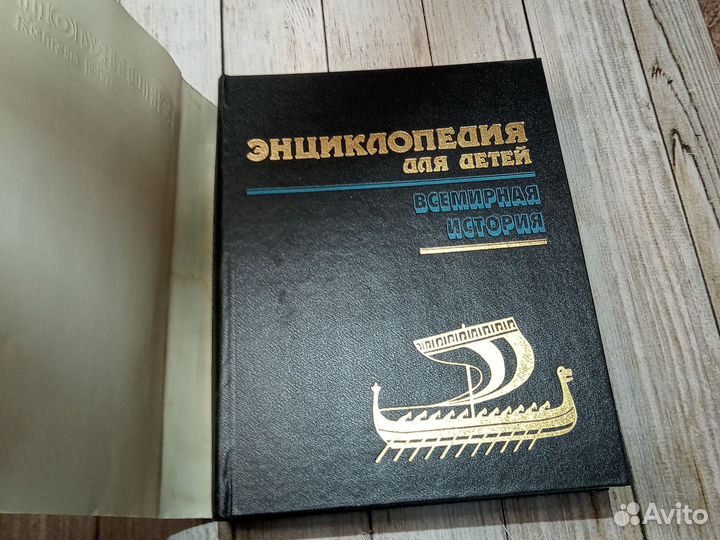 ЭНЦИКЛОПЕДИЯ
ДЛЯ ДЕТЕЙ
ВСЕМИРНАЯ
ИСТОРИЯ
Avito